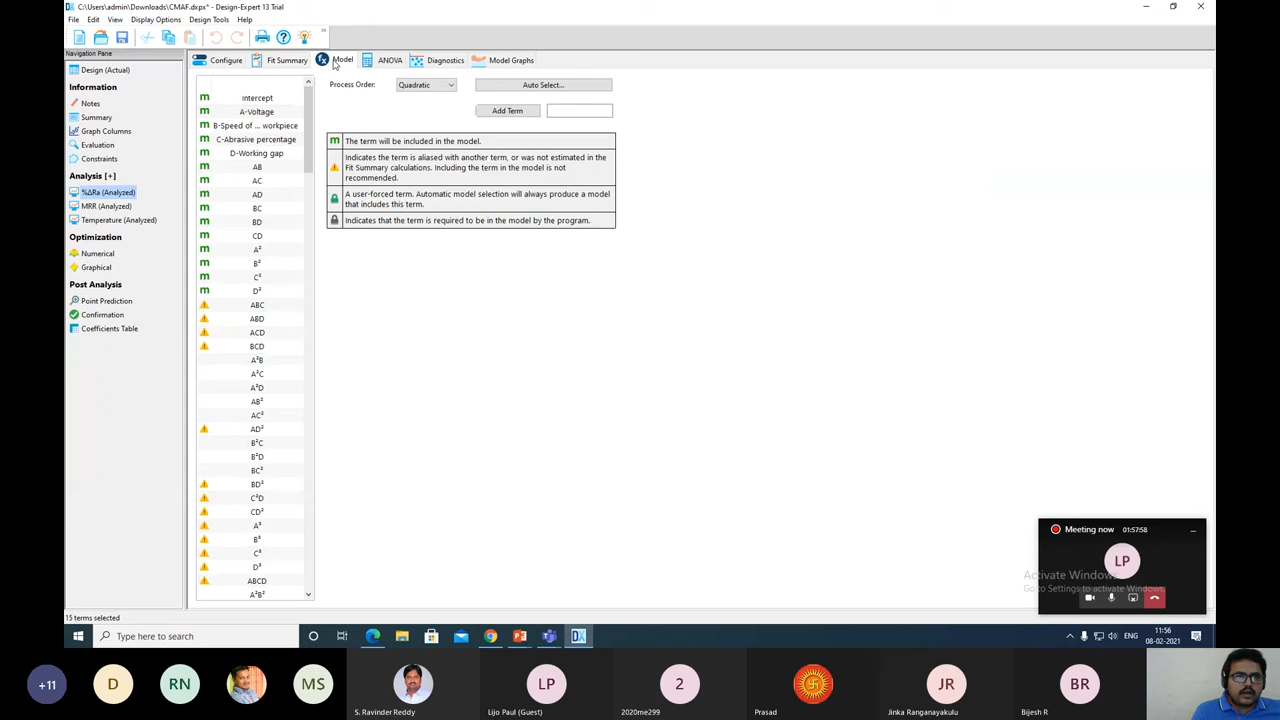 C:\Users\admin\Downloads\CMAF.dxpx* - Design-Expert 13 Trial
File Edit View Display Options Design Tools Help
Navigation Pane
Design (Actual)
Information
Notes
Summary
Graph Columns
Evaluation
Constraints
Analysis [+]
%ΔRa (Analyzed)
MRR (Analyzed)
Temperature (Analyzed)
Optimization
Numerical
Graphical
Post Analysis
Point Prediction
Confirmation
Coefficients Table
Configure Fit Summary Model ANOVA Diagnostics Model Graphs
m Intercept
m A-Voltage
m B-Speed of ... workpiece
m C-Abrasive percentage
m D-Working gap
m AB
m AC
m AD
m BC
m BD
m CD
m A²
m B²
m C²
m D²
ABC
ABD
ACD
BCD
A²B
A²C
A²D
AB²
AC²
AD²
B²C
B²D
BC²
BD²
C²D
CD²
A³
B³
C³
D³
ABCD
A²B²
Process Order: Quadratic Auto Select...
Add Term
m The term will be included in the model.
Indicates the term is aliased with another term, or was not estimated in the
Fit Summary calculations. Including the term in the model is not
recommended.
A user-forced term. Automatic model selection will always produce a model
that includes this term.
Indicates that the term is required to be in the model by the program.
Meeting now 01:57:58
LP
Activate Windows
Go to Settings to activate Windows.
15 terms selected
Type here to search
ENG
11:56
08-02-2021
+11
D
RN
MS
S. Ravinder Reddy
LP
Lijo Paul (Guest)
2
2020me299
Prasad
JR
Jinka Ranganayakulu
BR
Bijesh R